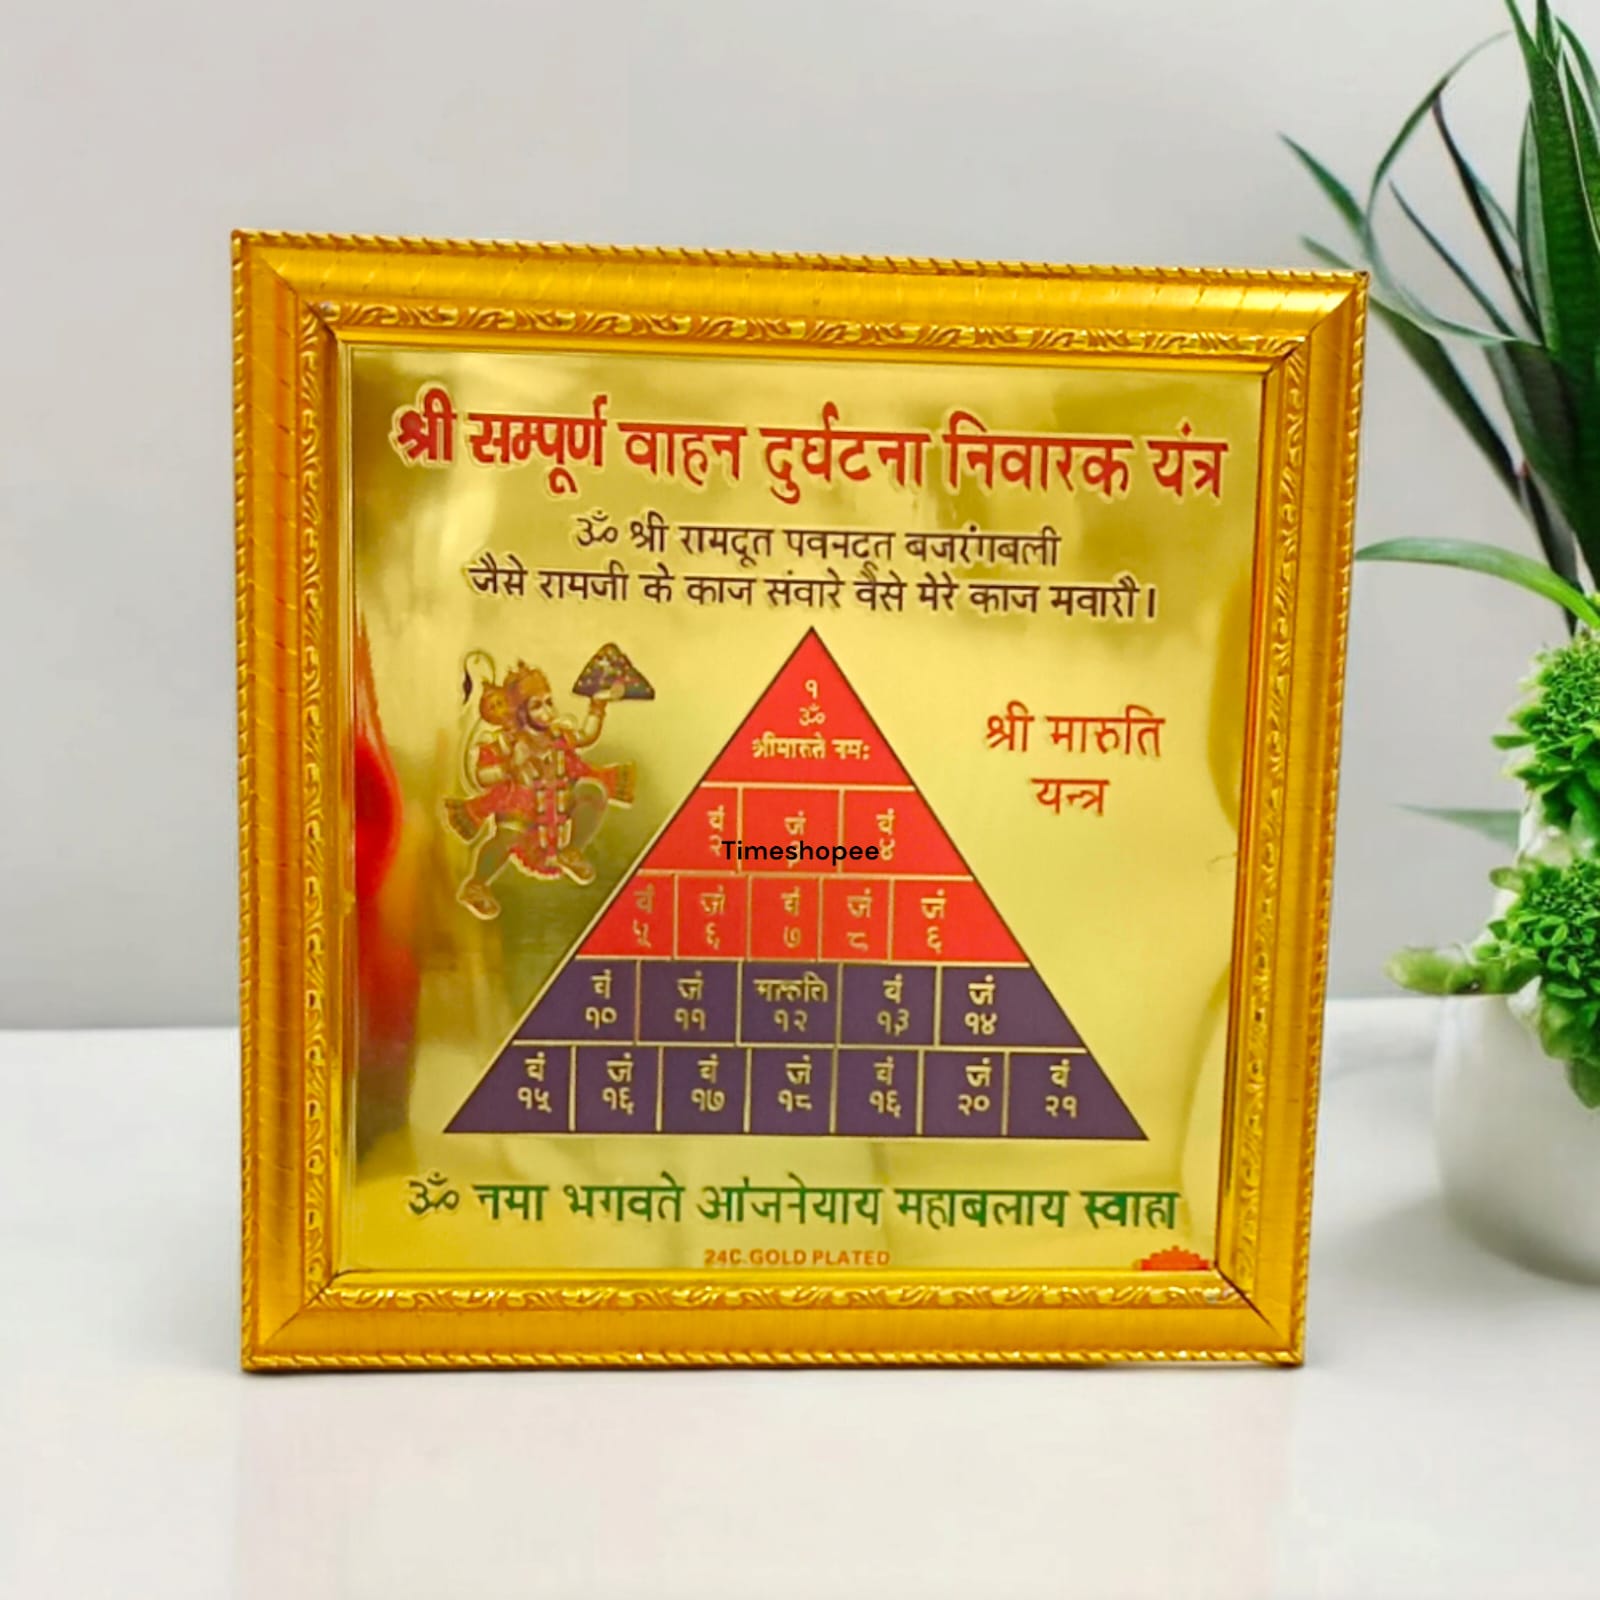 श्री सम्पूर्ण वाहन दुर्घटना निवारक यंत्र
ॐ श्री रामदूत पवनदूत बजरंगबली
जैसे रामजी के काज संवारे वैसे मेरे काज मवारौ।
१
ॐ
श्रीमारुते नमः
श्री मारुति
यन्त्र
वं जं वं
२ ४
Timeshopee
वं जं वं जं जं
५ ६ ७ ८ ६
वं जं मारुति वं जं
१० ११ १२ १३ १४
वं जं वं जं वं जं वं
१५ १६ १७ १८ १६ २० २१
ॐ नमा भगवते आंजनेयाय महाबलाय स्वाहा
24C. GOLD PLATED